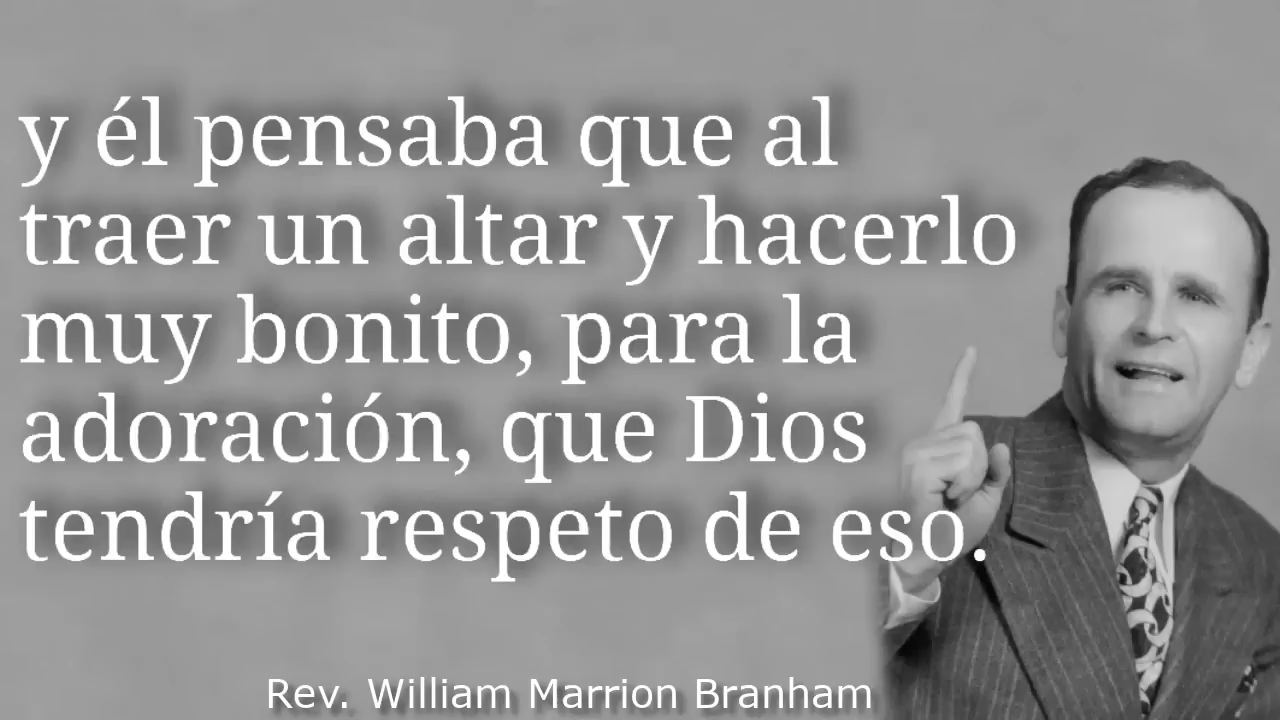 y él pensaba que al
traer un altar y hacerlo
muy bonito, para la
adoración, que Dios
tendría respeto de eso.
Rev. William Marrion Branham